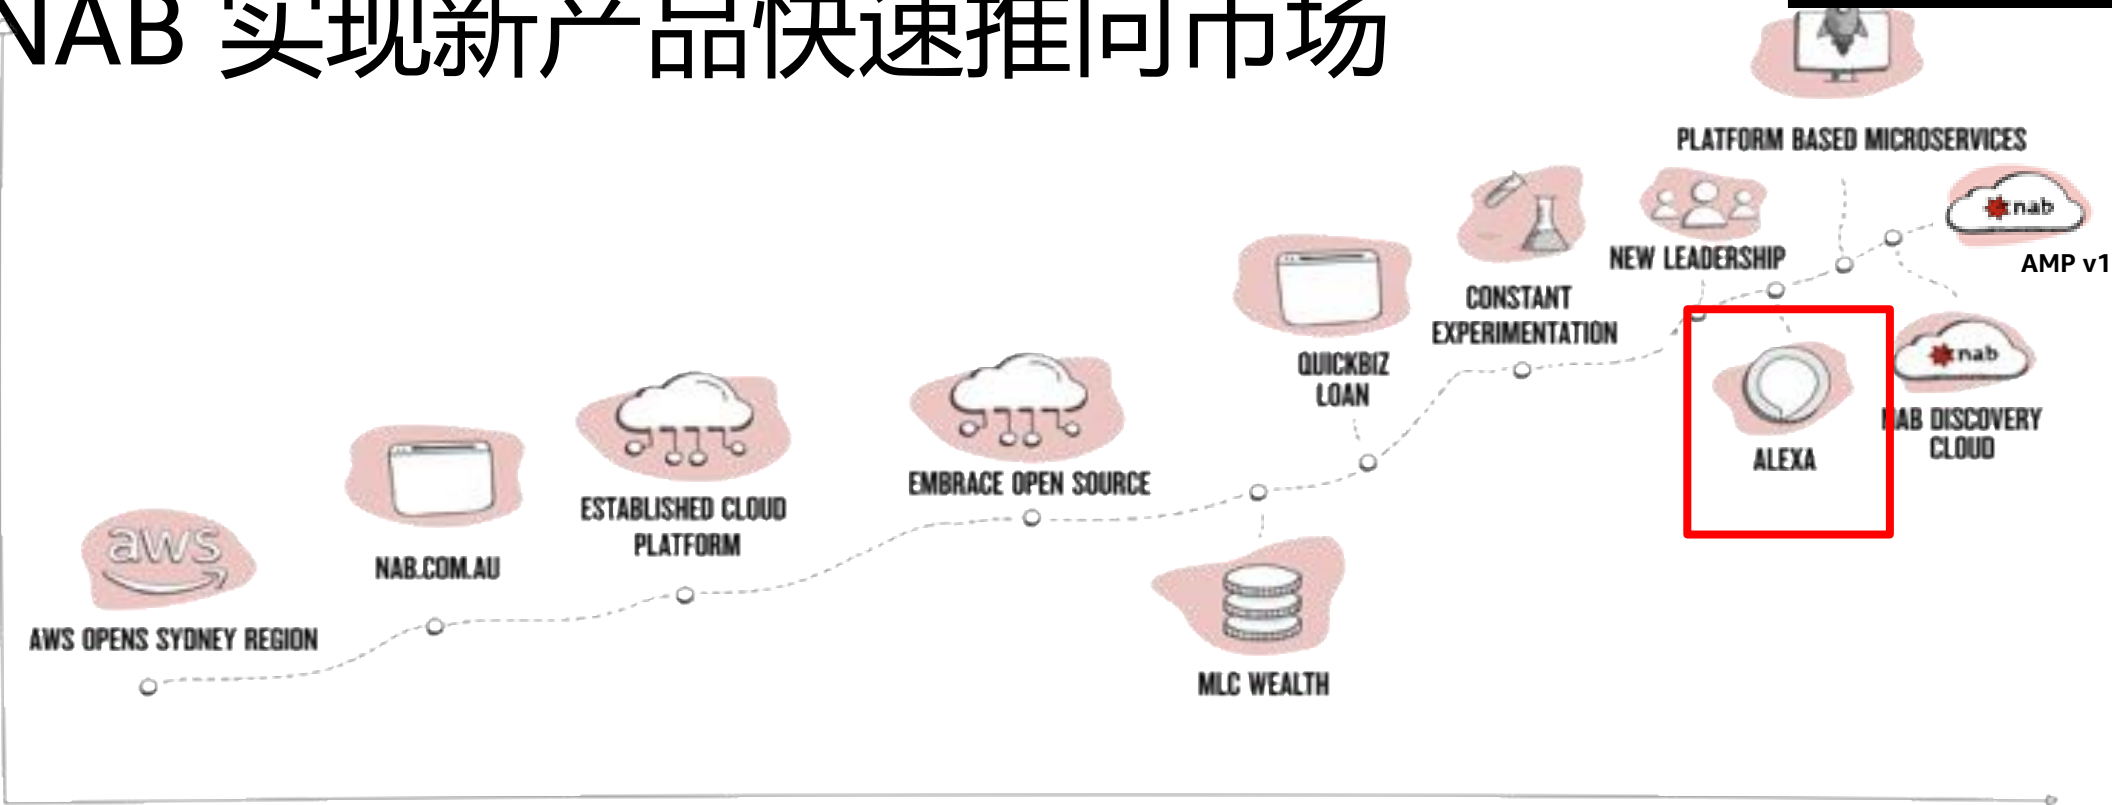 NAB 实现新产品快速推向市场
PLATFORM BASED MICROSERVICES
nab
AMP v1
NEW LEADERSHIP
CONSTANT
EXPERIMENTATION
QUICKBIZ
LOAN
nab
NAB DISCOVERY
CLOUD
ALEXA
EMBRACE OPEN SOURCE
ESTABLISHED CLOUD
PLATFORM
NAB.COM.AU
aws
AWS OPENS SYDNEY REGION
MLC WEALTH